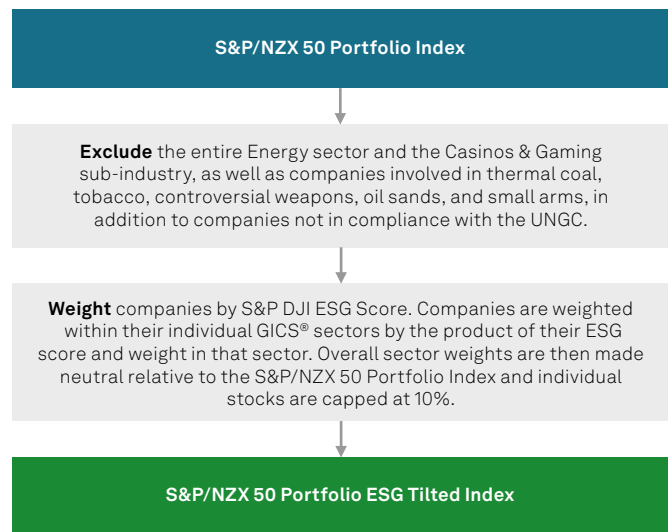 S&P/NZX 50 Portfolio Index
Exclude the entire Energy sector and the Casinos & Gaming
sub-industry, as well as companies involved in thermal coal,
tobacco, controversial weapons, oil sands, and small arms, in
addition to companies not in compliance with the UNGC.
Weight companies by S&P DJI ESG Score. Companies are weighted
within their individual GICS® sectors by the product of their ESG
score and weight in that sector. Overall sector weights are then made
neutral relative to the S&P/NZX 50 Portfolio Index and individual
stocks are capped at 10%.
S&P/NZX 50 Portfolio ESG Tilted Index